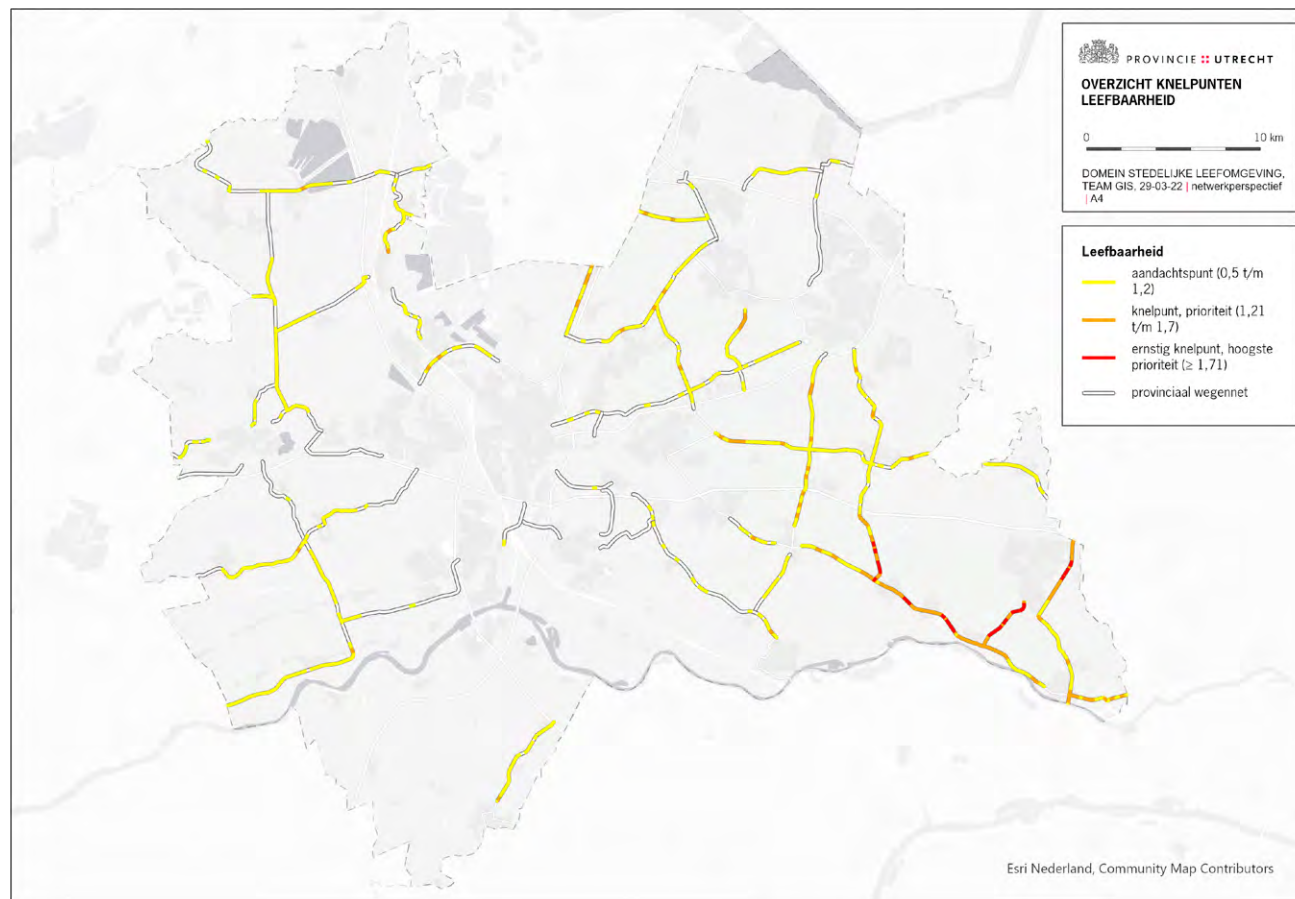 PROVINCIE UTRECHT
OVERZICHT KNELPUNTEN
LEEFBAARHEID
0 10 km
DOMEIN STEDELIJKE LEEFOMGEVING,
TEAM GIS, 29-03-22 | netwerkperspectief
| A4
Leefbaarheid
aandachtspunt (0,5 t/m
1,2)
knelpunt, prioriteit (1,21
t/m 1,7)
ernstig knelpunt, hoogste
prioriteit (≥ 1,71)
provinciaal wegennet
Esri Nederland, Community Map Contributors